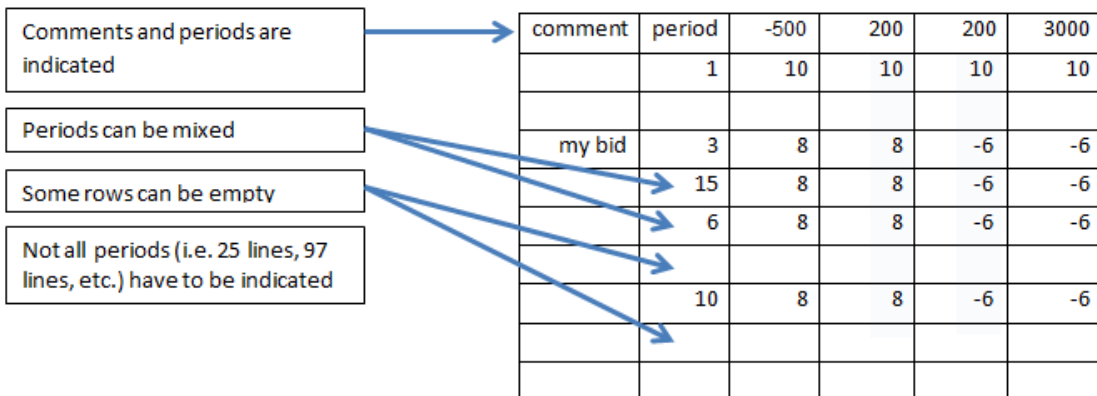 Comments and periods are
indicated
Periods can be mixed
Some rows can be empty
Not all periods (i.e. 25 lines, 97
lines, etc.) have to be indicated
comment period -500 200 200 3000
1 10 10 10 10
my bid 3 8 8 -6 -6
15 8 8 -6 -6
6 8 8 -6 -6
10 8 8 -6 -6